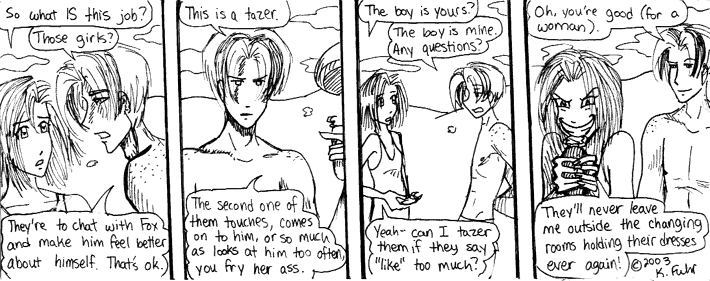 So what IS this job?
Those girls?
They're to chat with Fox
and make him feel better
about himself. That's ok.
This is a tazer.
The second one of
them touches, comes
on to him, or so much
as looks at him too often,
you fry her ass.
The boy is yours?
The boy is mine.
Any questions?
Yeah- can I tazer
them if they say
"like" too much?
Oh, you're good (for a
woman).
They'll never leave
me outside the changing
rooms holding their dresses
ever again!
©2003
K. Fuhr